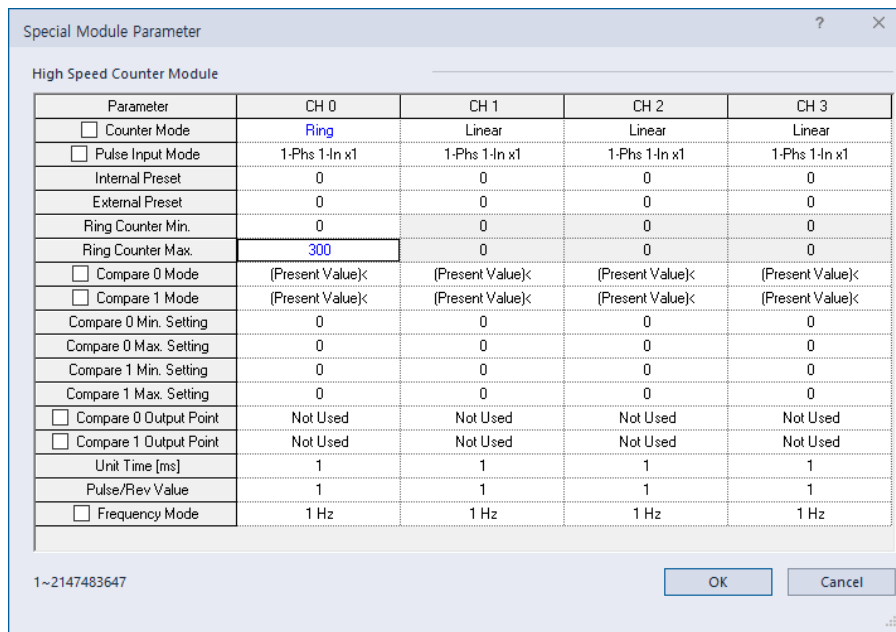 Special Module Parameter ? ×
High Speed Counter Module
Parameter CH 0 CH 1 CH 2 CH 3
Counter Mode Ring Linear Linear Linear
Pulse Input Mode 1-Phs 1-In x1 1-Phs 1-In x1 1-Phs 1-In x1 1-Phs 1-In x1
Internal Preset 0 0 0 0
External Preset 0 0 0 0
Ring Counter Min. 0 0 0 0
Ring Counter Max. 300 0 0 0
Compare 0 Mode (Present Value)< (Present Value)< (Present Value)< (Present Value)<
Compare 1 Mode (Present Value)< (Present Value)< (Present Value)< (Present Value)<
Compare 0 Min. Setting 0 0 0 0
Compare 0 Max. Setting 0 0 0 0
Compare 1 Min. Setting 0 0 0 0
Compare 1 Max. Setting 0 0 0 0
Compare 0 Output Point Not Used Not Used Not Used Not Used
Compare 1 Output Point Not Used Not Used Not Used Not Used
Unit Time [ms] 1 1 1 1
Pulse/Rev Value 1 1 1 1
Frequency Mode 1 Hz 1 Hz 1 Hz 1 Hz
1~2147483647 OK Cancel